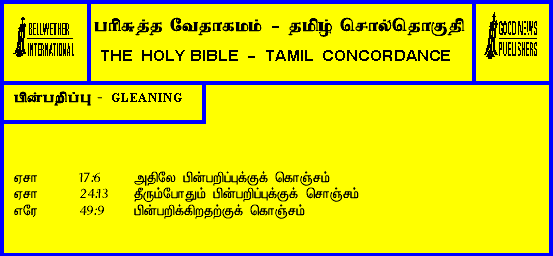 BELLWETHER
INTERNATIONAL
பரிசுத்த வேதாகமம் - தமிழ் சொல்தொகுதி
THE HOLY BIBLE - TAMIL CONCORDANCE
GOOD NEWS
PUBLISHERS
பின்பறிப்பு - GLEANING
ஏசா 17:6 அதிலே பின்பறிப்புக்குக் கொஞ்சம்
ஏசா 24:13 தீரும்போதும் பின்பறிப்புக்குக் சொஞ்சம்
எரே 49:9 பின்பறிக்கிறதற்குக் கொஞ்சம்